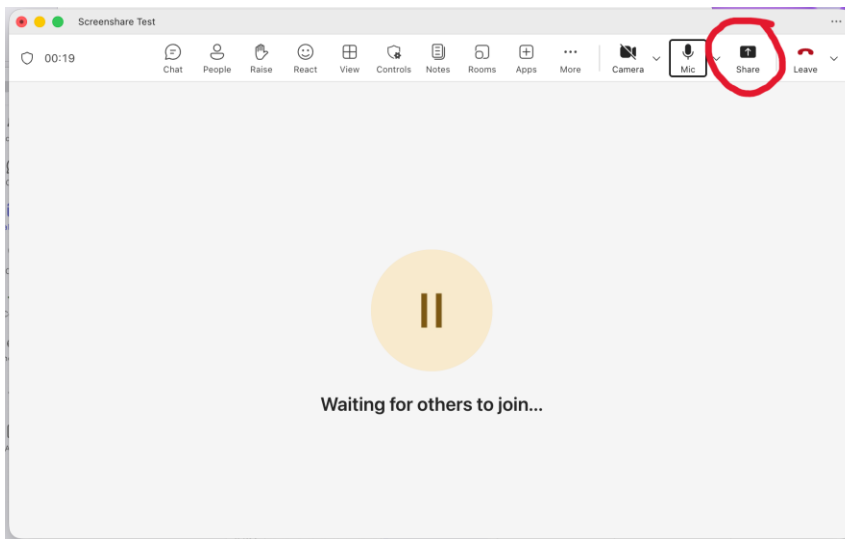 Screenshare Test
00:19
Chat People Raise React View Controls Notes Rooms Apps More Camera Mic Share Leave
II
Waiting for others to join...